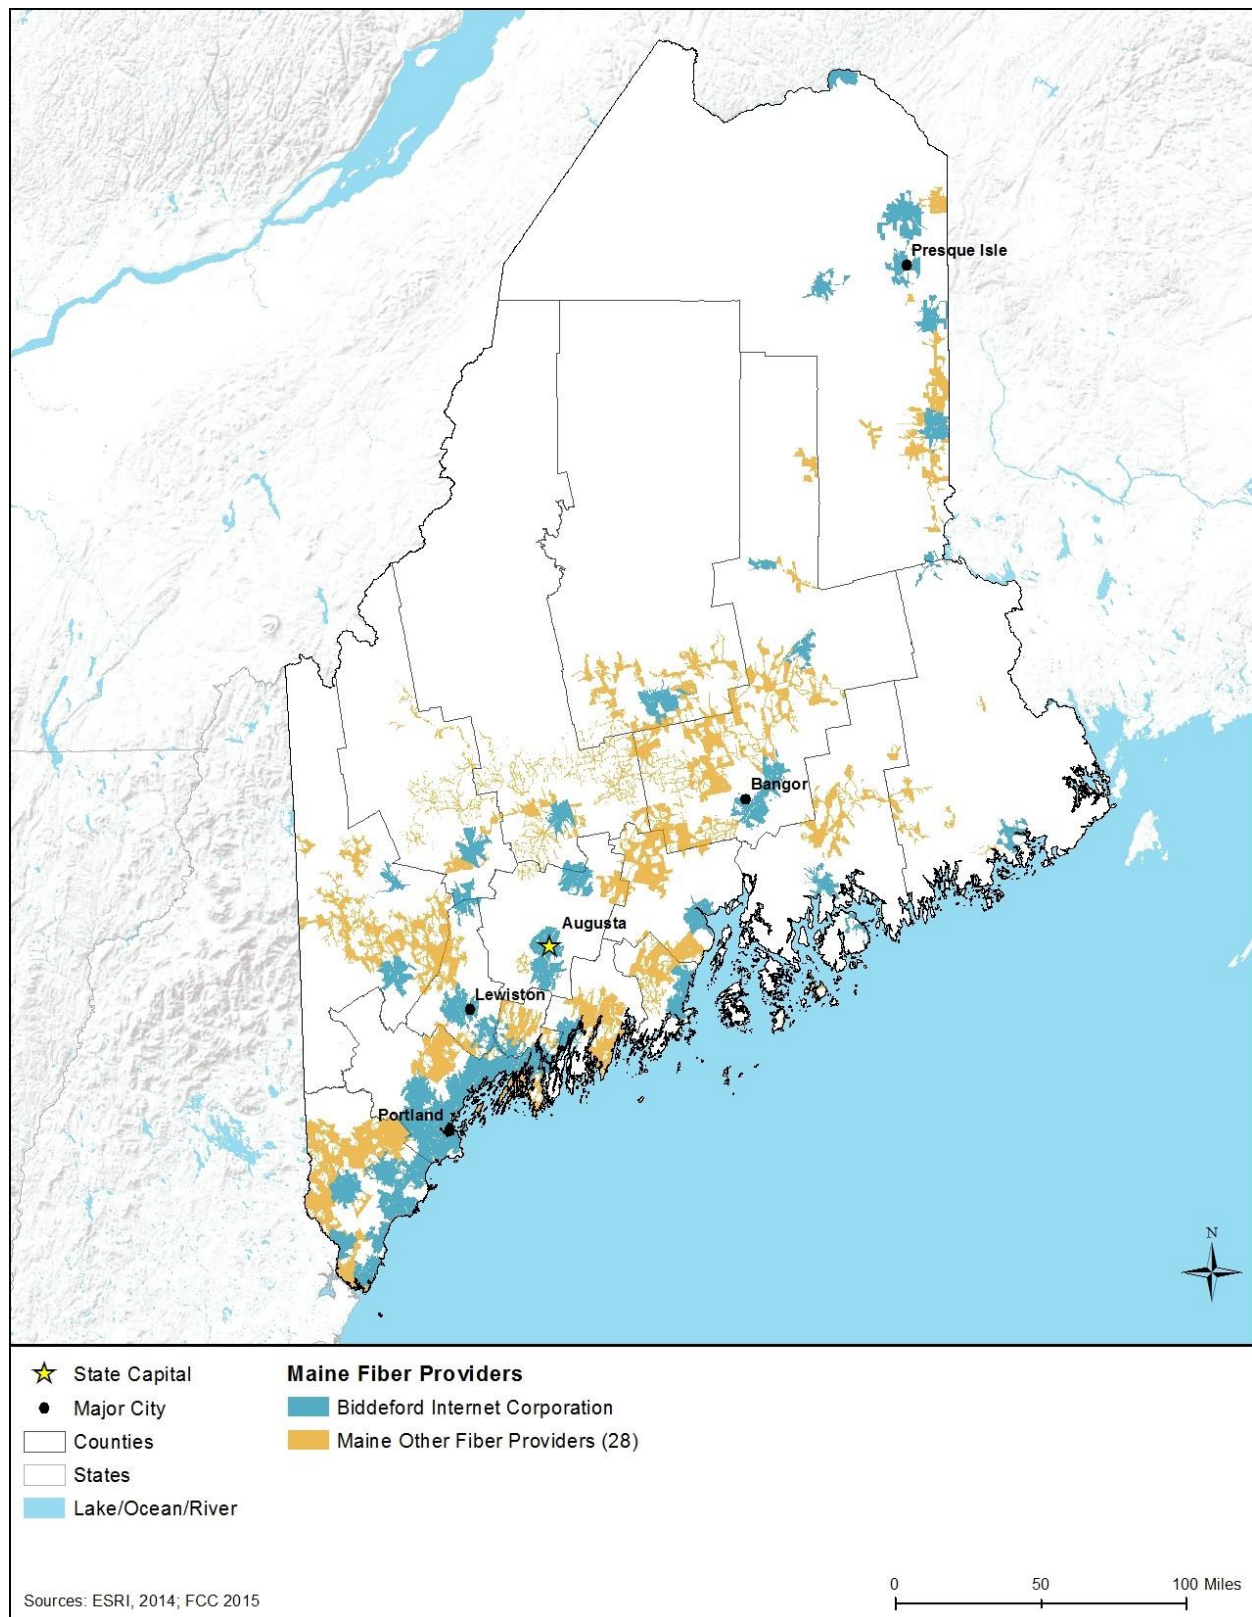 Presque Isle
Bangor
Augusta
Lewiston
Portland
N
State Capital
Major City
Counties
States
Lake/Ocean/River
Maine Fiber Providers
Biddeford Internet Corporation
Maine Other Fiber Providers (28)
Sources: ESRI, 2014; FCC 2015
0 50 100 Miles